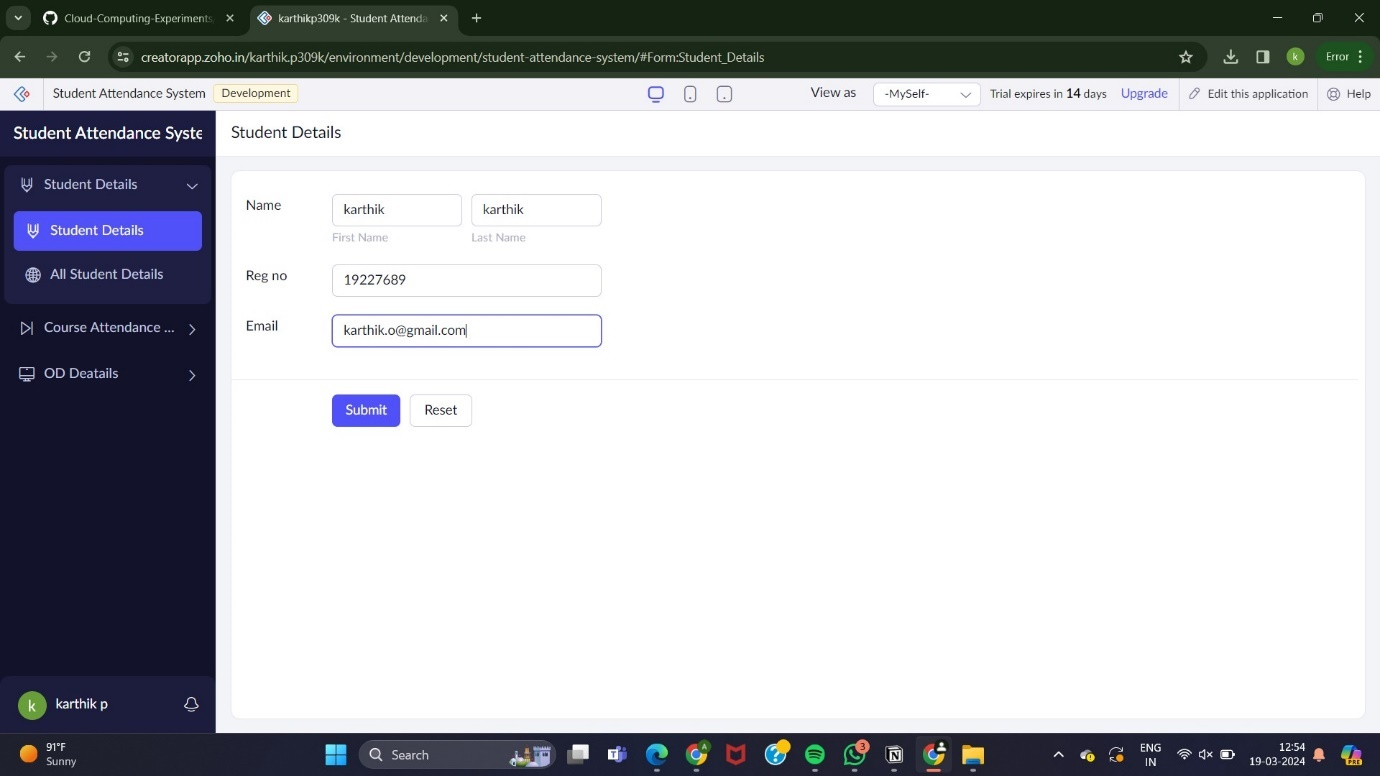 Cloud-Computing-Experiments
karthikp309k - Student Attenda
creatorapp.zoho.in/karthik.p309k/environment/development/student-attendance-system/#Form:Student_Details
k
Error
Student Attendance System
Development
View as
-MySelf-
Trial expires in 14 days
Upgrade
Edit this application
Help
Student Attendance Syste
Student Details
Student Details
Student Details
All Student Details
Course Attendance ...
OD Deatails
Name
karthik
karthik
First Name
Last Name
Reg no
19227689
Email
karthik.o@gmail.com
Submit
Reset
k
karthik p
91°F
Sunny
Search
A
3
ENG
IN
12:54
19-03-2024
PRE